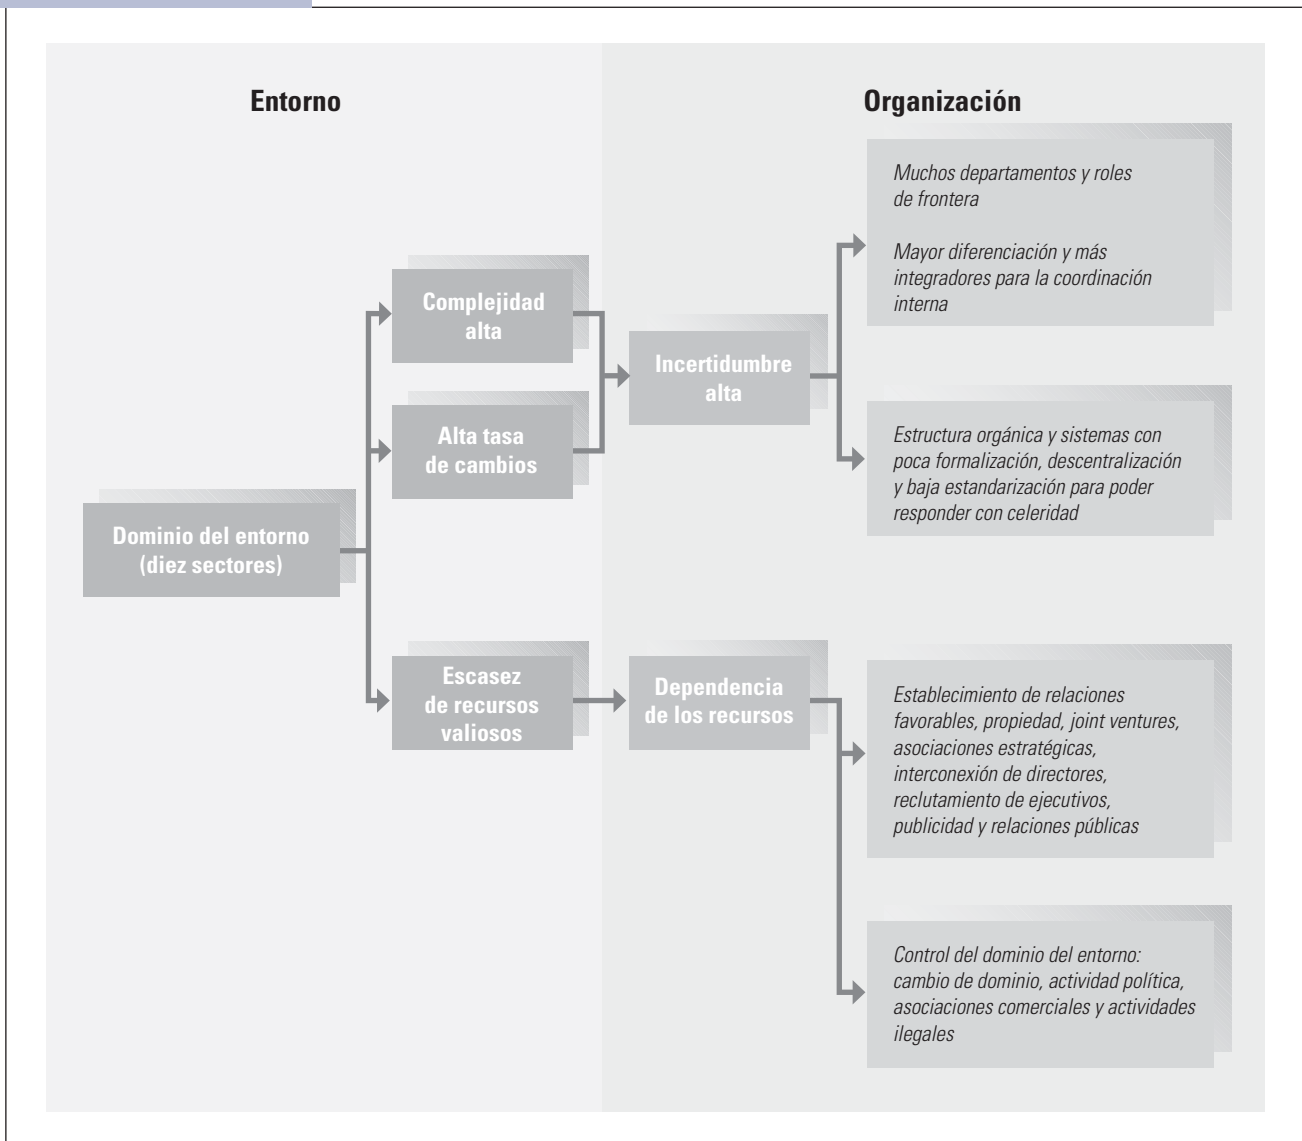 Entorno
Organización
Dominio del entorno
(diez sectores)
Complejidad
alta
Alta tasa
de cambios
Escasez
de recursos
valiosos
Incertidumbre
alta
Dependencia
de los recursos
Muchos departamentos y roles
de frontera
Mayor diferenciación y más
integradores para la coordinación
interna
Estructura orgánica y sistemas con
poca formalización, descentralización
y baja estandarización para poder
responder con celeridad
Establecimiento de relaciones
favorables, propiedad, joint ventures,
asociaciones estratégicas,
interconexión de directores,
reclutamiento de ejecutivos,
publicidad y relaciones públicas
Control del dominio del entorno:
cambio de dominio, actividad política,
asociaciones comerciales y actividades
ilegales